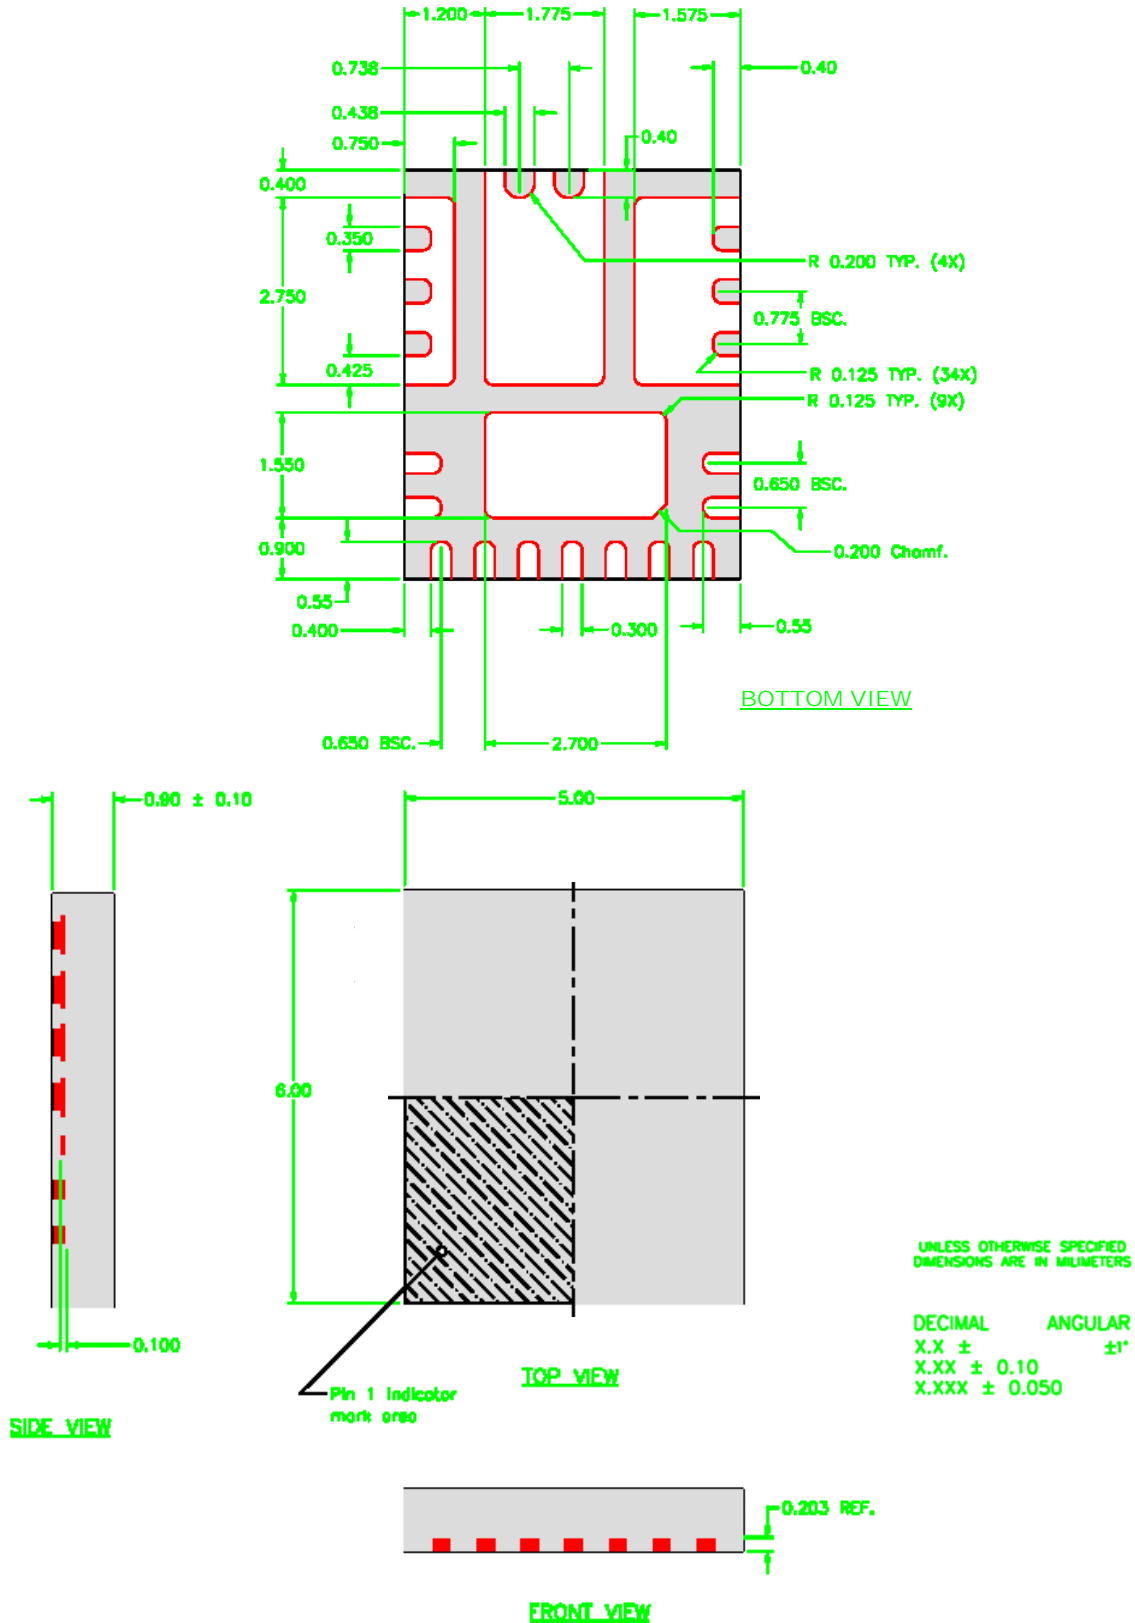 1.200
1.775
1.575
0.738
0.40
0.438
0.40
0.750
0.400
0.350
R 0.200 TYP. (4X)
2.750
0.775 BSC.
0.425
R 0.125 TYP. (34X)
R 0.125 TYP. (9X)
1.550
0.650 BSC.
0.900
0.200 Chamf.
0.55
0.400
0.300
0.55
BOTTOM VIEW
0.650 BSC.
2.700
0.90 ± 0.10
5.00
6.00
UNLESS OTHERWISE SPECIFIED
DIMENSIONS ARE IN MILIMETERS
DECIMAL ANGULAR
X.X ± ±1°
X.XX ± 0.10
X.XXX ± 0.050
0.100
TOP VIEW
Pin 1 Indicator
mark area
SIDE VIEW
0.203 REF.
FRONT VIEW